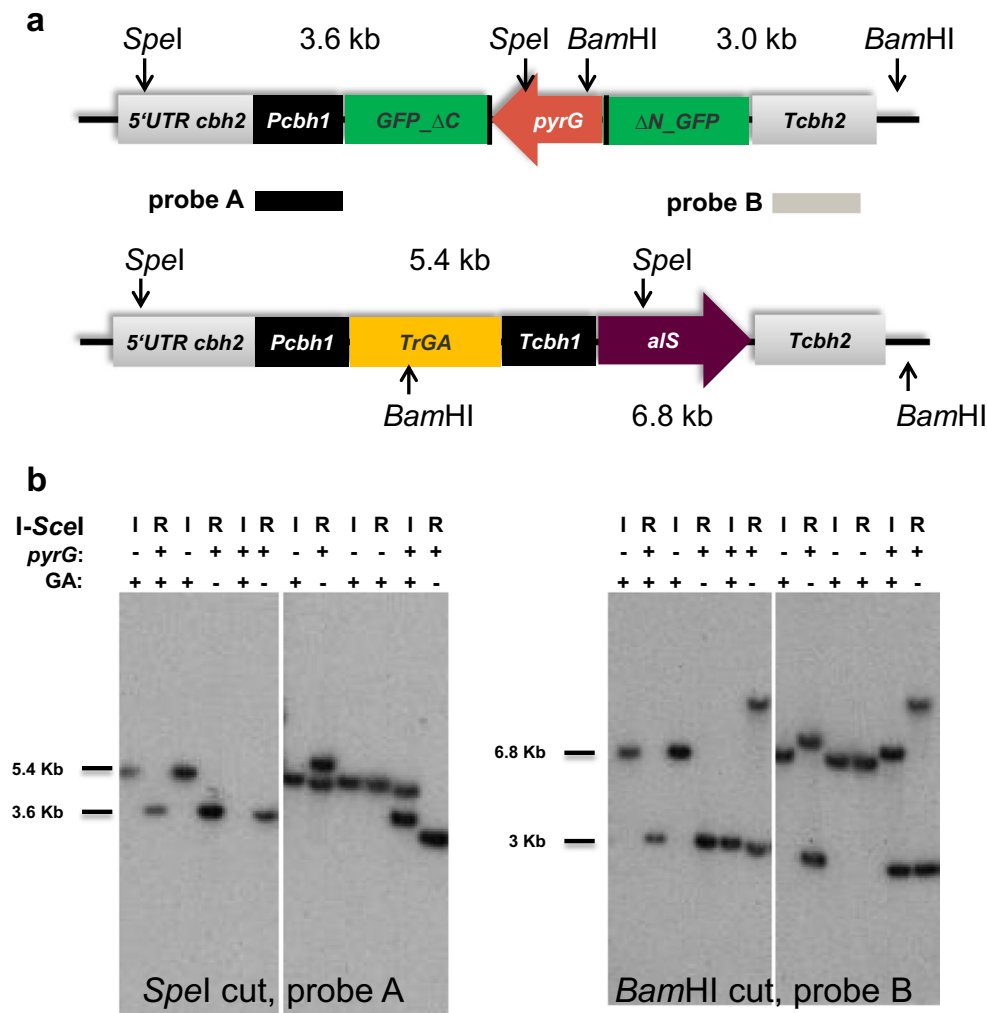 a
SpeI 3.6 kb SpeI BamHI 3.0 kb BamHI
5‘UTR cbh2 Pcbh1 GFP_ΔC pyrG ΔN_GFP Tcbh2
probe A probe B
SpeI 5.4 kb SpeI
5‘UTR cbh2 Pcbh1 TrGA Tcbh1 alS Tcbh2
BamHI 6.8 kb BamHI
b
I-SceI I R I R I R I R I R I R I R I R I R I R I R I R
pyrG: - + - + + + - + - - + + - + - + + + - + - - + +
GA: + + + - + - + + + + - + + + - + - + + + + -
5.4 Kb
3.6 Kb
6.8 Kb
3 Kb
SpeI cut, probe A BamHI cut, probe B